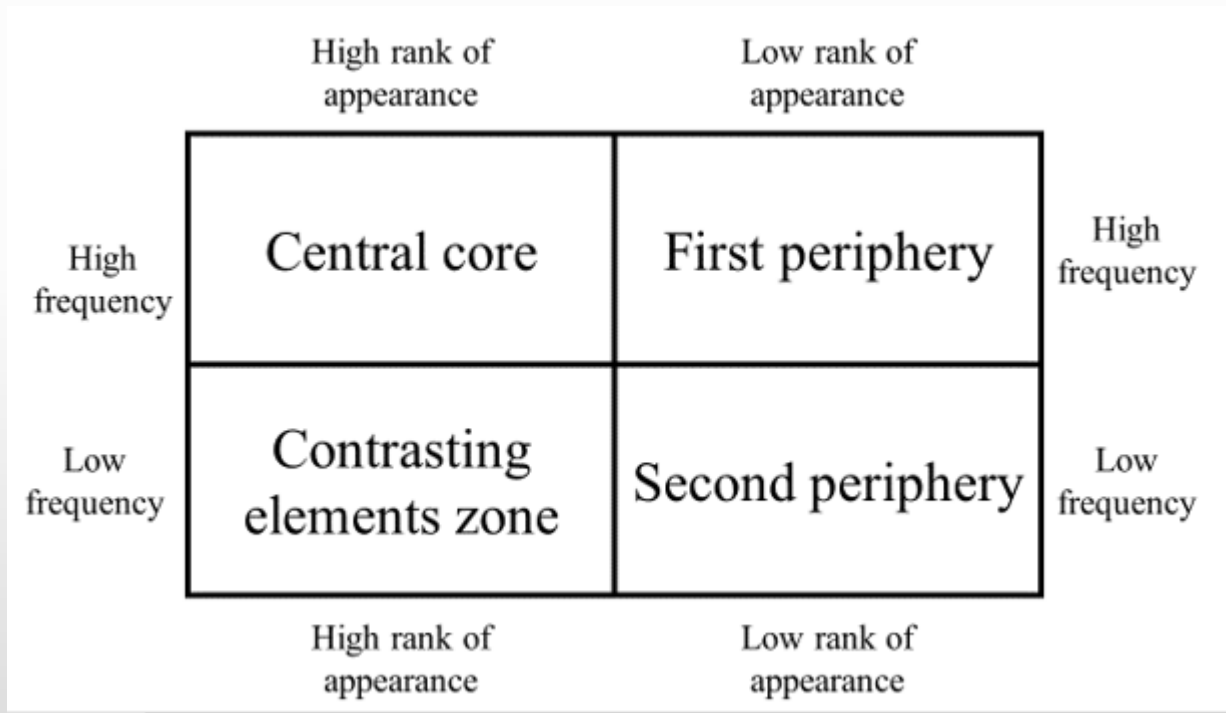 High rank of
appearance
Low rank of
appearance
High
frequency
Central core
First periphery
High
frequency
Low
frequency
Contrasting
elements zone
Second periphery
Low
frequency
High rank of
appearance
Low rank of
appearance